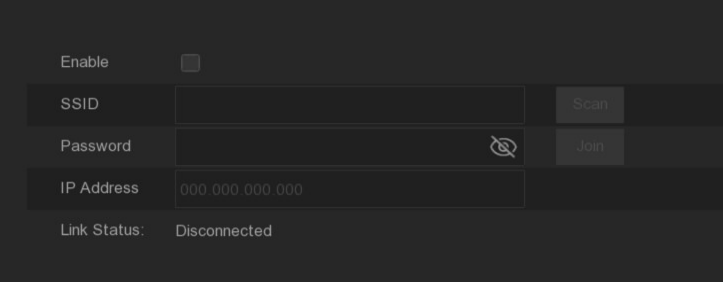 Enable
SSID Scan
Password Join
IP Address 000.000.000.000
Link Status: Disconnected